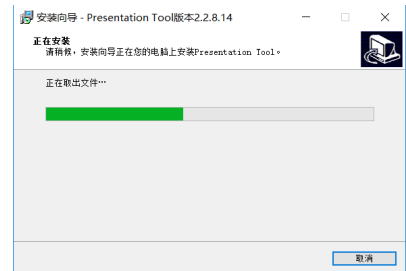 安装向导 - Presentation Tool版本2.2.8.14
正在安装
请稍候，安装向导正在您的电脑上安装Presentation Tool。
正在取出文件…
取消